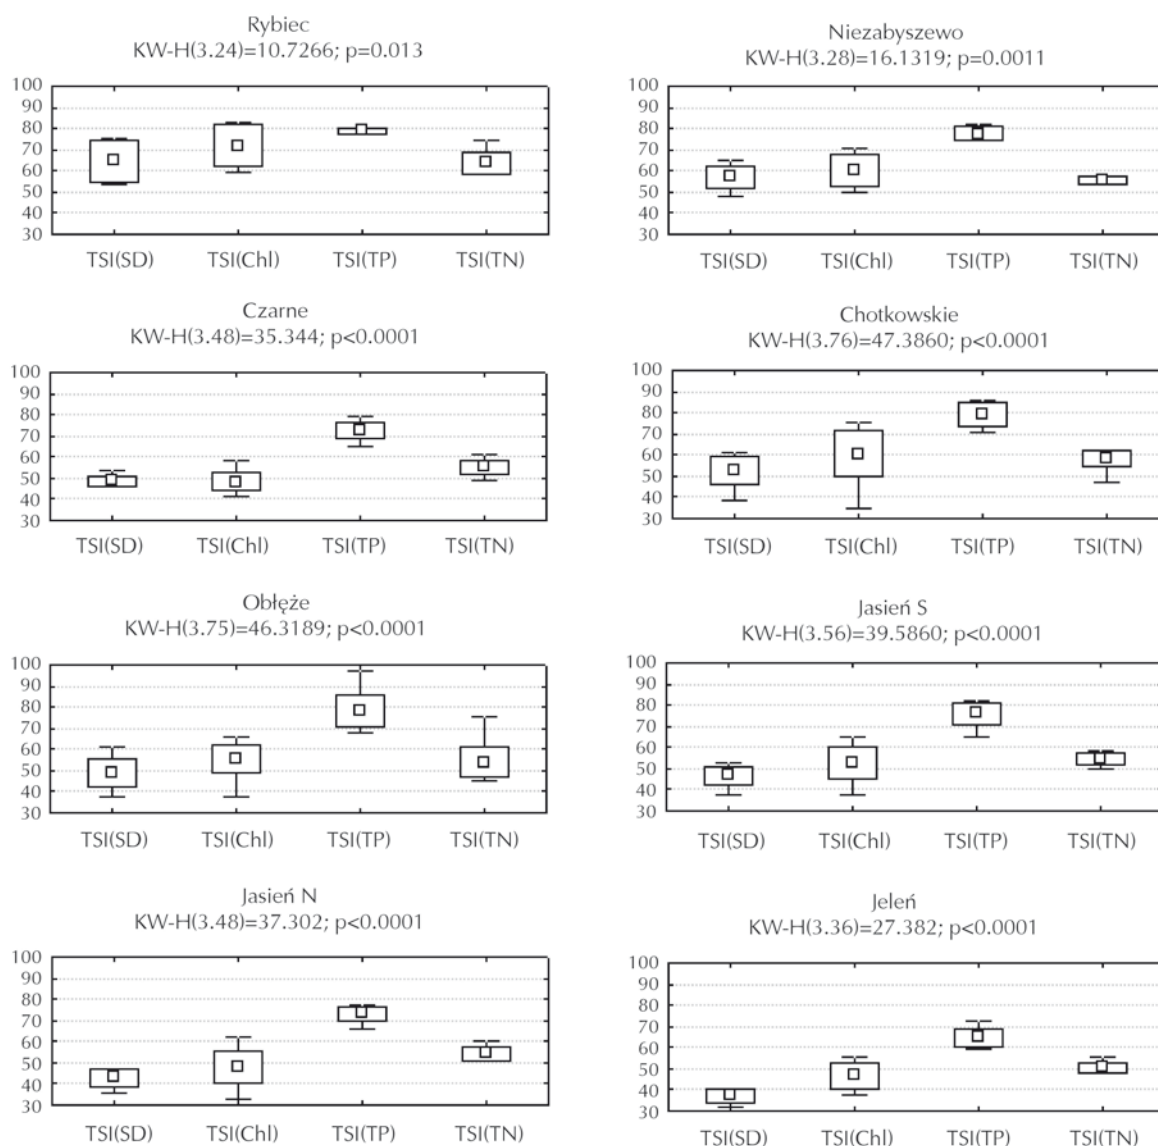 Rybiec
KW-H(3.24)=10.7266; p=0.013
100
90
80
70
60
50
40
30
TSI(SD) TSI(Chl) TSI(TP) TSI(TN)
Niezabyszewo
KW-H(3.28)=16.1319; p=0.0011
100
90
80
70
60
50
40
30
TSI(SD) TSI(Chl) TSI(TP) TSI(TN)
Czarne
KW-H(3.48)=35.344; p<0.0001
100
90
80
70
60
50
40
30
TSI(SD) TSI(Chl) TSI(TP) TSI(TN)
Chotkowskie
KW-H(3.76)=47.3860; p<0.0001
100
90
80
70
60
50
40
30
TSI(SD) TSI(Chl) TSI(TP) TSI(TN)
Obłęże
KW-H(3.75)=46.3189; p<0.0001
100
90
80
70
60
50
40
30
TSI(SD) TSI(Chl) TSI(TP) TSI(TN)
Jasień S
KW-H(3.56)=39.5860; p<0.0001
100
90
80
70
60
50
40
30
TSI(SD) TSI(Chl) TSI(TP) TSI(TN)
Jasień N
KW-H(3.48)=37.302; p<0.0001
100
90
80
70
60
50
40
30
TSI(SD) TSI(Chl) TSI(TP) TSI(TN)
Jeleń
KW-H(3.36)=27.382; p<0.0001
100
90
80
70
60
50
40
30
TSI(SD) TSI(Chl) TSI(TP) TSI(TN)